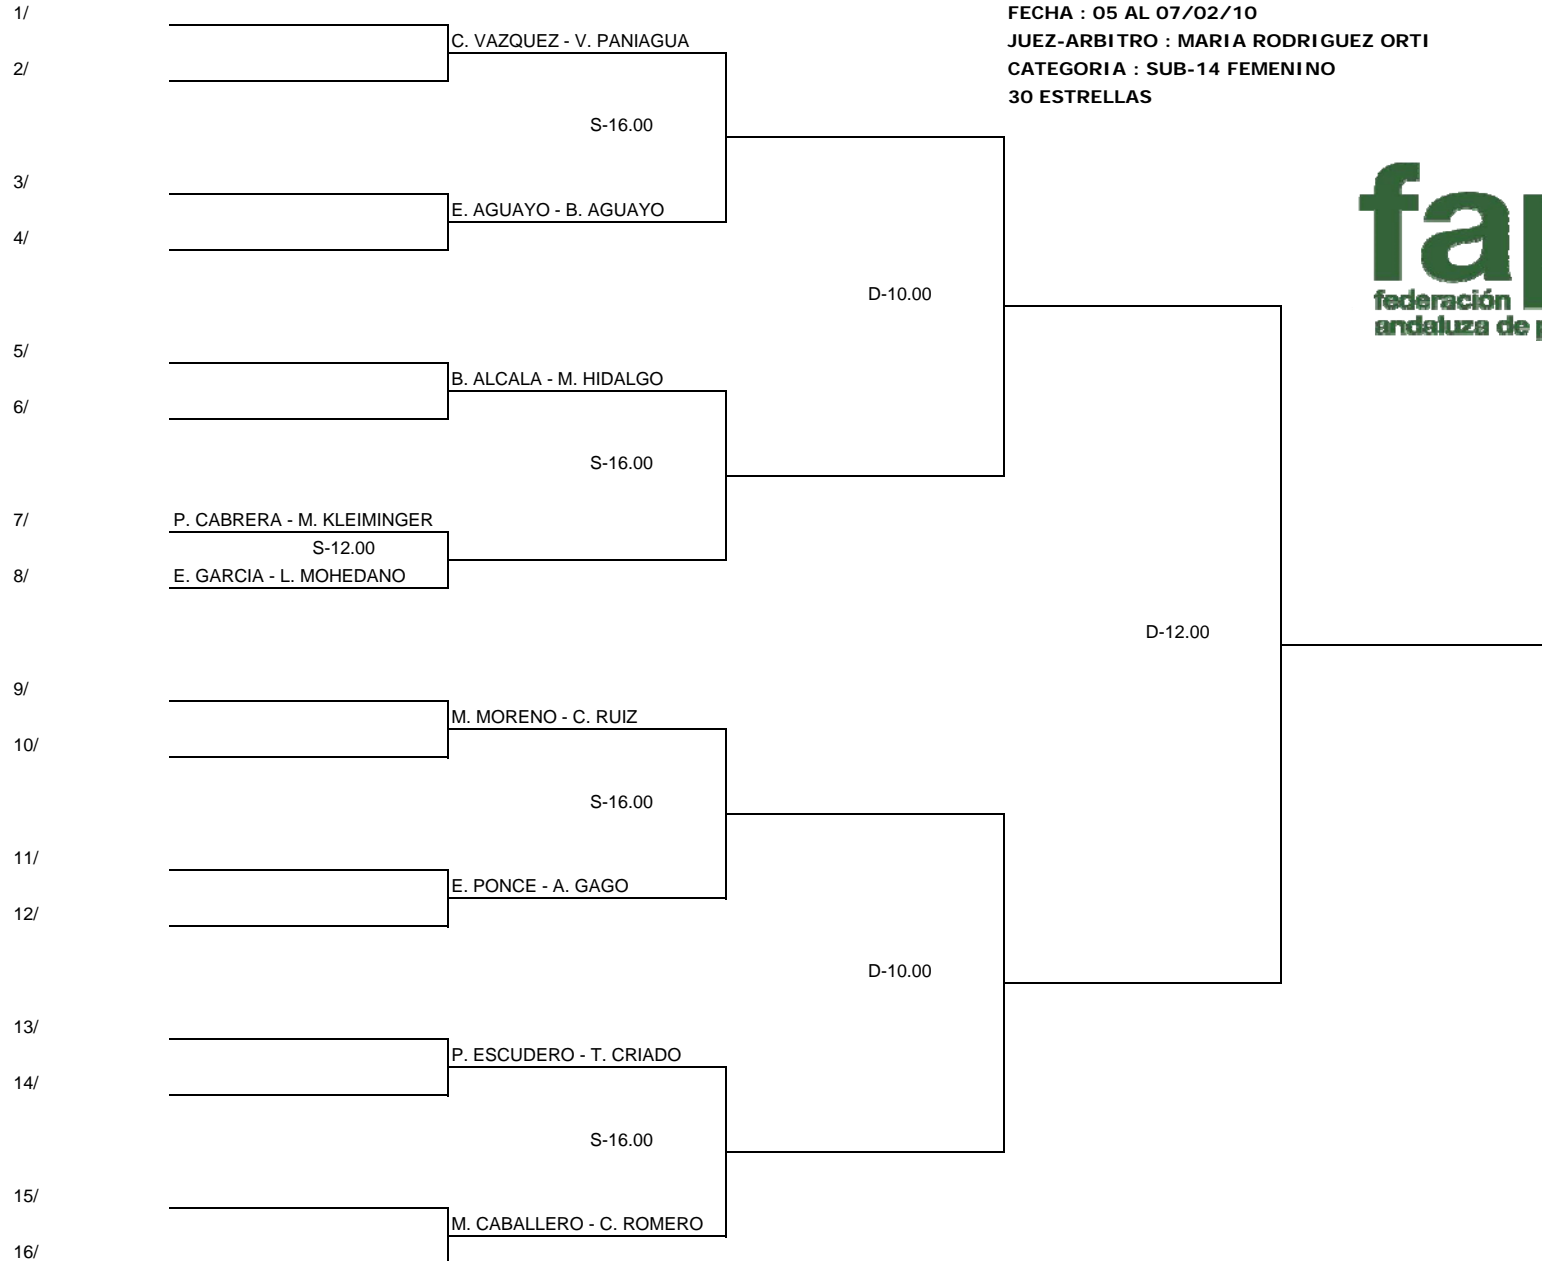 1/
FECHA : 05 AL 07/02/10
C. VAZQUEZ - V. PANIAGUA
JUEZ-ARBITRO : MARIA RODRIGUEZ ORTI
2/
CATEGORIA : SUB-14 FEMENINO
30 ESTRELLAS
S-16.00
3/
E. AGUAYO - B. AGUAYO
4/
fap
D-10.00
federación
andaluza de p
5/
B. ALCALA - M. HIDALGO
6/
S-16.00
7/
P. CABRERA - M. KLEIMINGER
S-12.00
8/
E. GARCIA - L. MOHEDANO
D-12.00
9/
M. MORENO - C. RUIZ
10/
S-16.00
11/
E. PONCE - A. GAGO
12/
D-10.00
13/
P. ESCUDERO - T. CRIADO
14/
S-16.00
15/
M. CABALLERO - C. ROMERO
16/